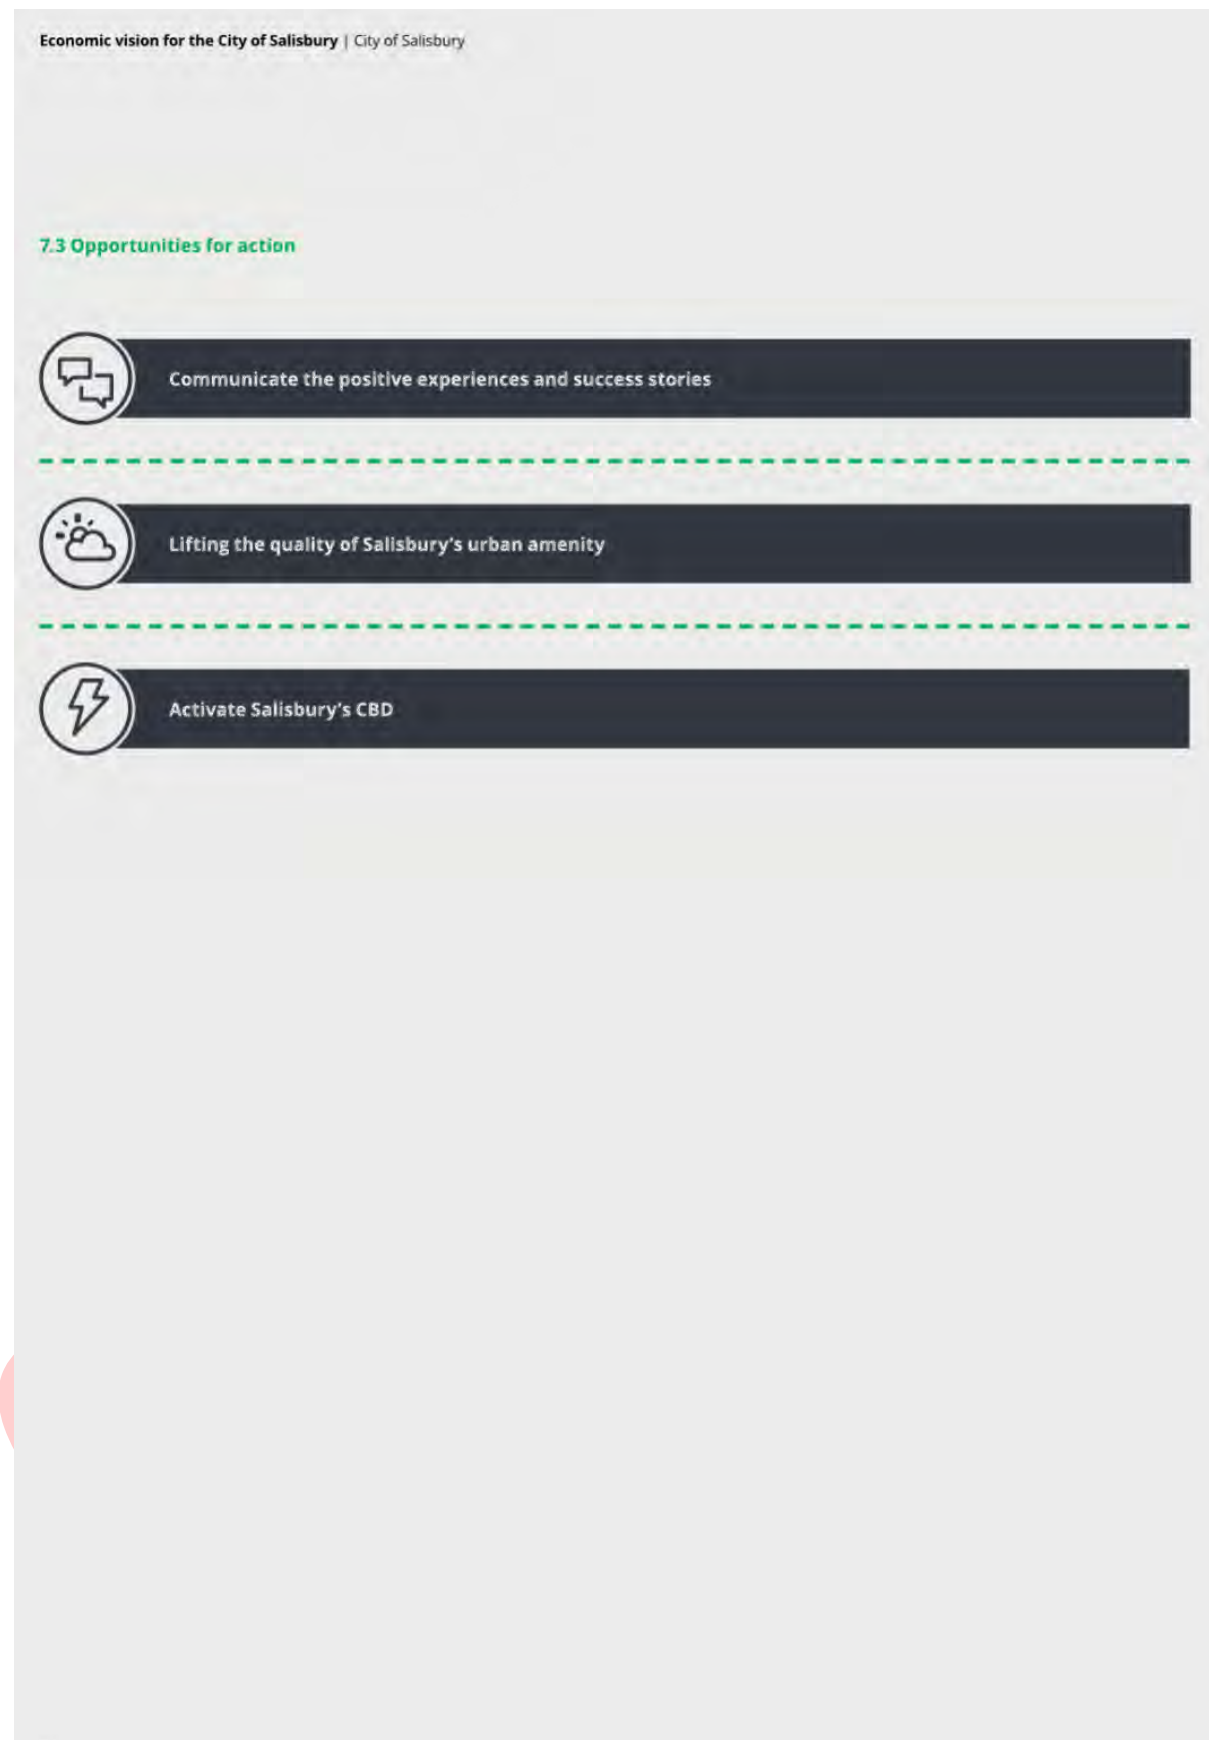 Economic vision for the City of Salisbury | City of Salisbury
7.3 Opportunities for action
Communicate the positive experiences and success stories
Lifting the quality of Salisbury's urban amenity
Activate Salisbury's CBD